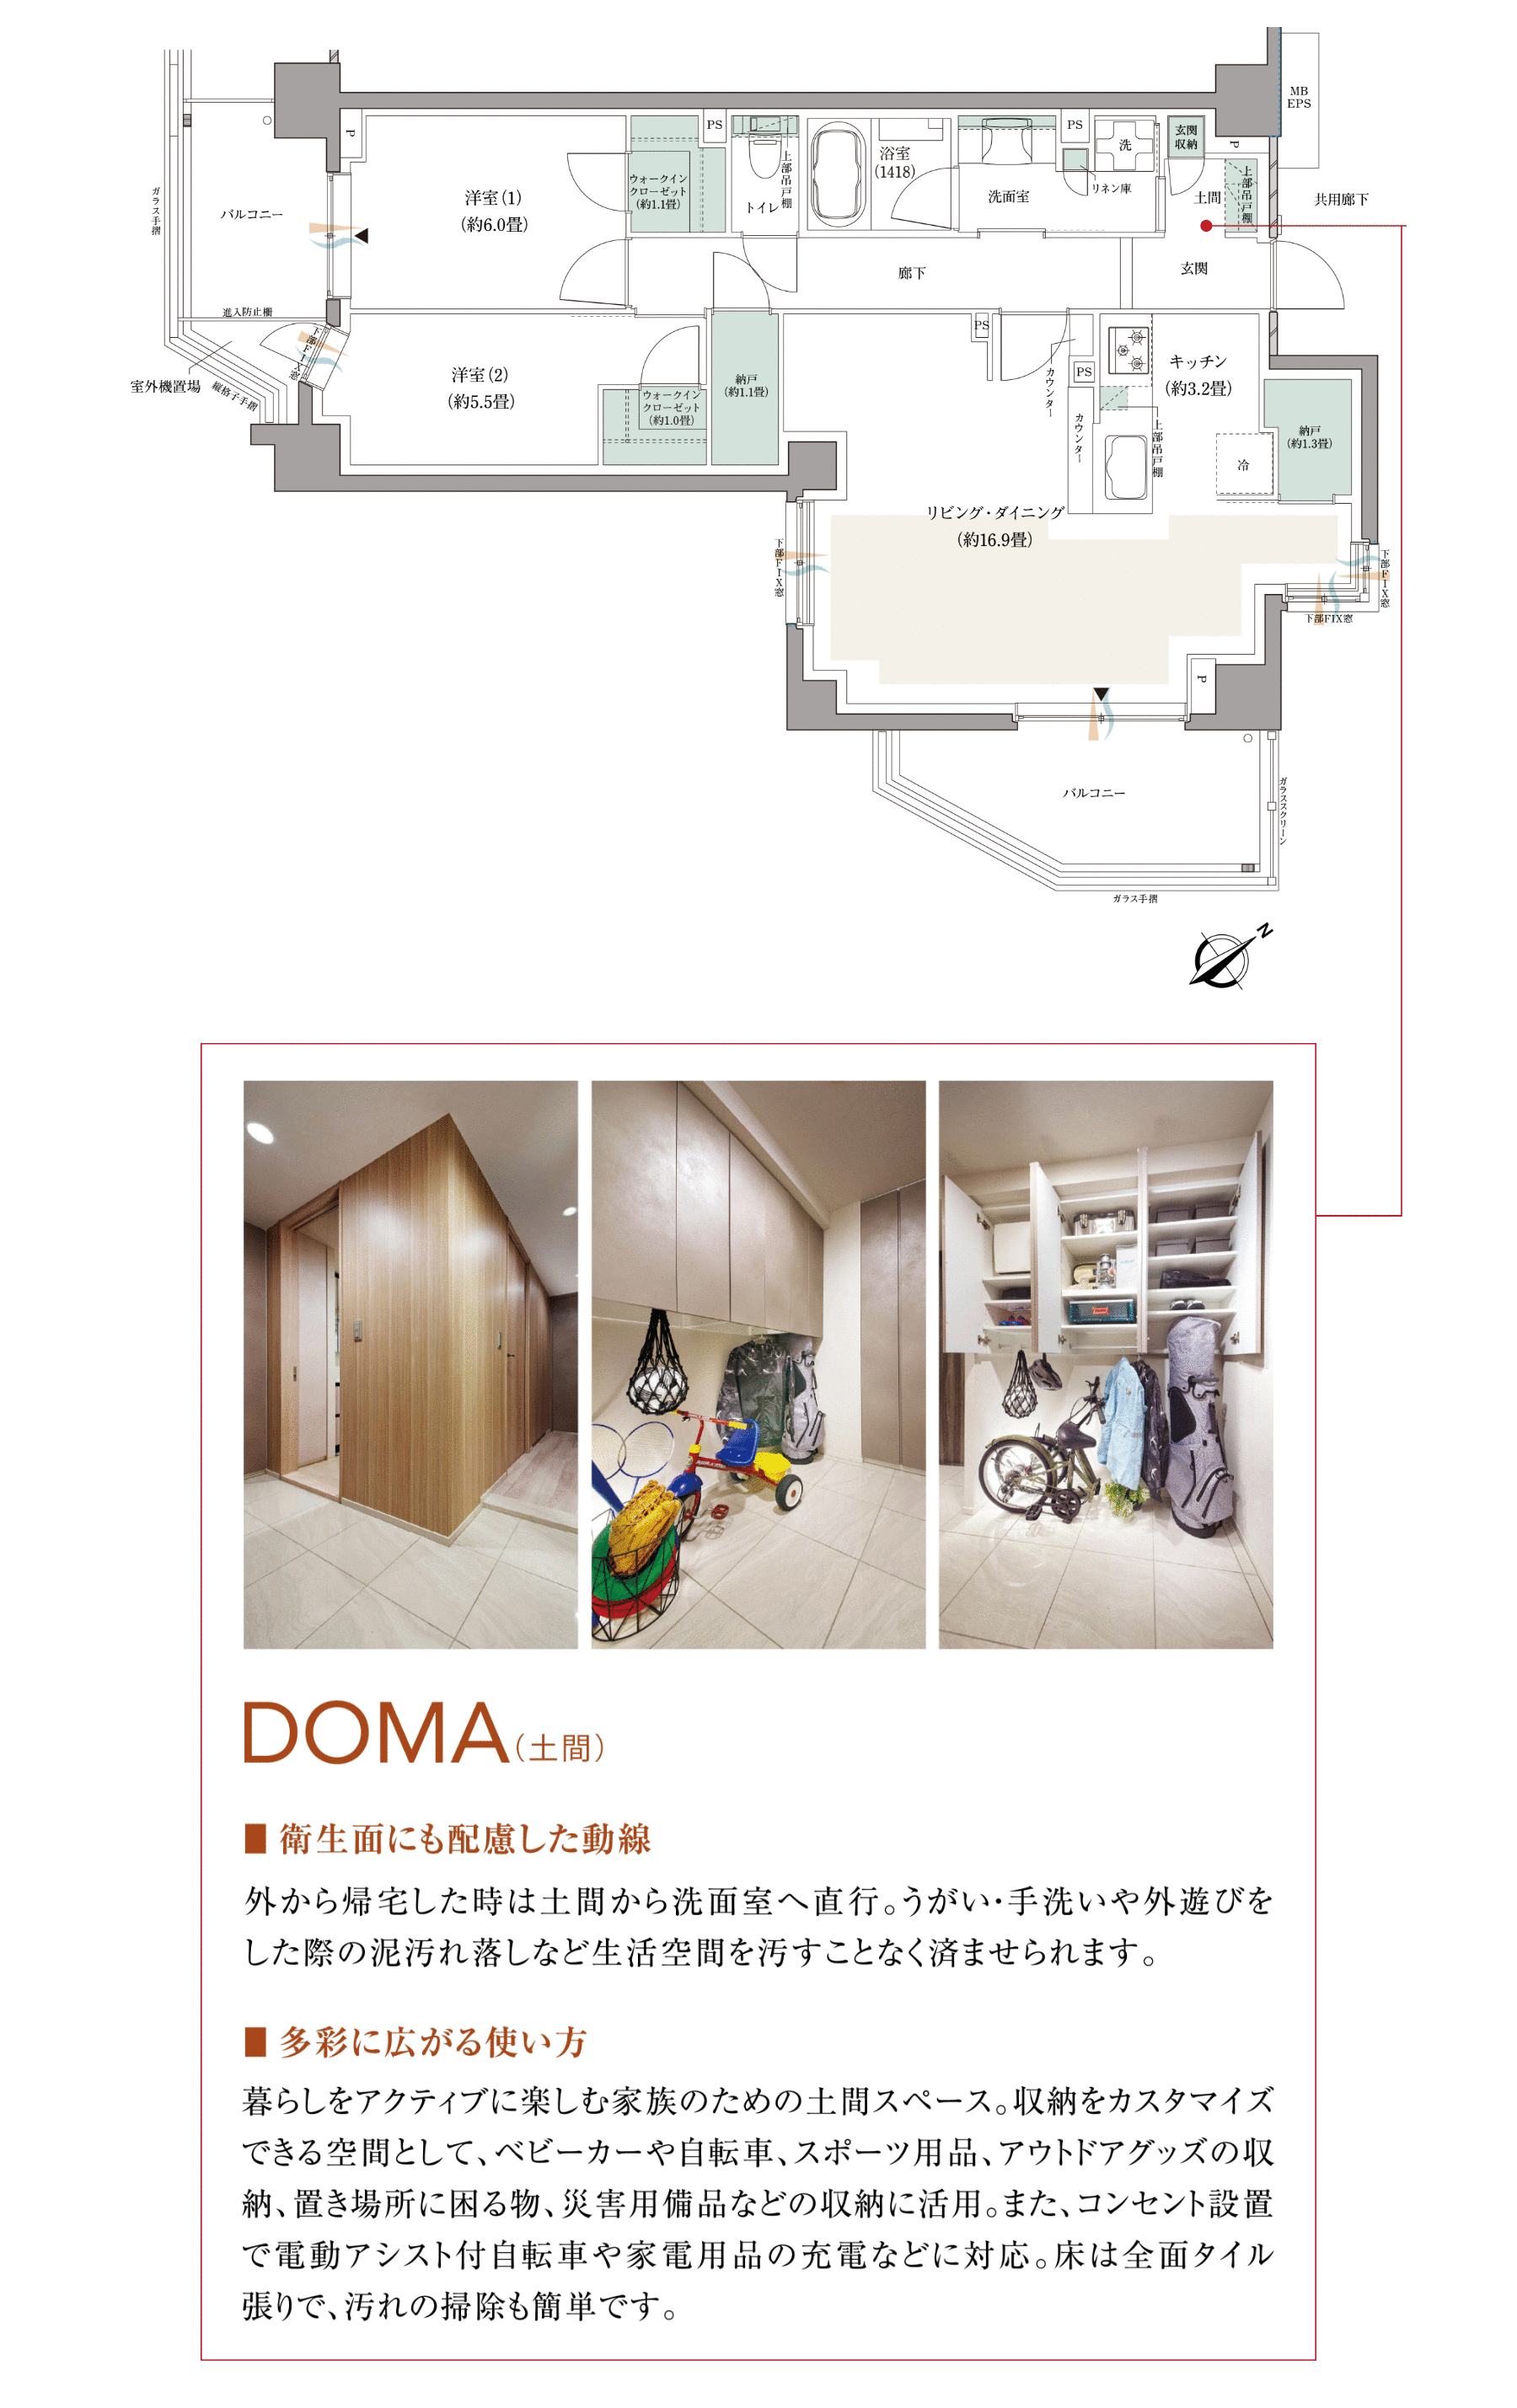 MB
EPS
P
PS
PS
洗
玄関
収納
P
上部吊戸棚
浴室
(1418)
ウォークイン
クローゼット
(約1.1畳)
洋室(1)
(約6.0畳)
トイレ
上部吊戸棚
洗面室
リネン庫
土間
共用廊下
ガラス手摺
バルコニー
廊下
玄関
進入防止柵
下部FIX窓
室外機置場
縦格子手摺
洋室(2)
(約5.5畳)
ウォークイン
クローゼット
(約1.0畳)
納戸
(約1.1畳)
PS
PS
カウンター
カウンター
キッチン
(約3.2畳)
上部吊戸棚
冷
納戸
(約1.3畳)
リビング・ダイニング
(約16.9畳)
下部FIX窓
下部FIX窓
下部FIX窓
P
バルコニー
ガラススクリーン
ガラス手摺
N
DOMA(土間)
■ 衛生面にも配慮した動線
外から帰宅した時は土間から洗面室へ直行。うがい・手洗いや外遊びを
した際の泥汚れ落しなど生活空間を汚すことなく済ませられます。
■ 多彩に広がる使い方
暮らしをアクティブに楽しむ家族のための土間スペース。収納をカスタマイズ
できる空間として、ベビーカーや自転車、スポーツ用品、アウトドアグッズの収
納、置き場所に困る物、災害用備品などの収納に活用。また、コンセント設置
で電動アシスト付自転車や家電用品の充電などに対応。床は全面タイル
張りで、汚れの掃除も簡単です。